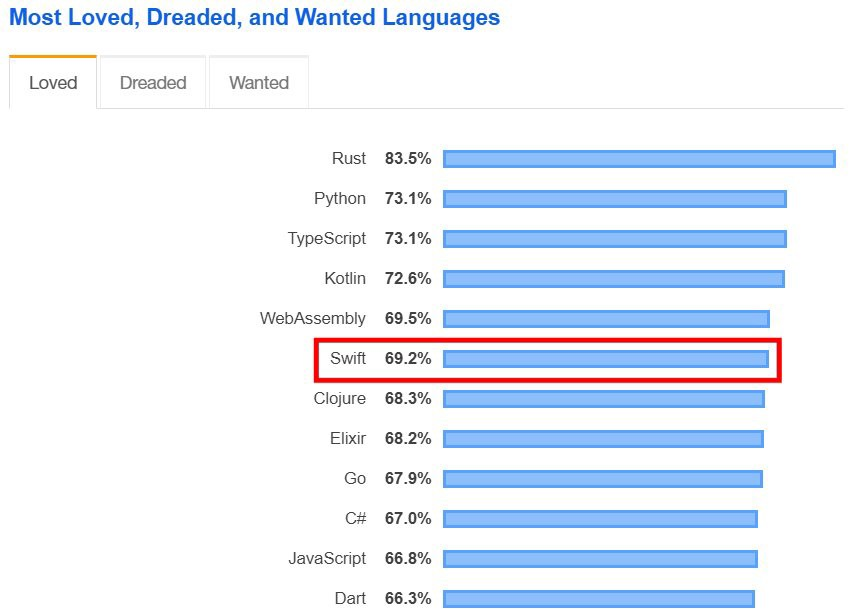 Most Loved, Dreaded, and Wanted Languages
Loved Dreaded Wanted
Rust 83.5%
Python 73.1%
TypeScript 73.1%
Kotlin 72.6%
WebAssembly 69.5%
Swift 69.2%
Clojure 68.3%
Elixir 68.2%
Go 67.9%
C# 67.0%
JavaScript 66.8%
Dart 66.3%